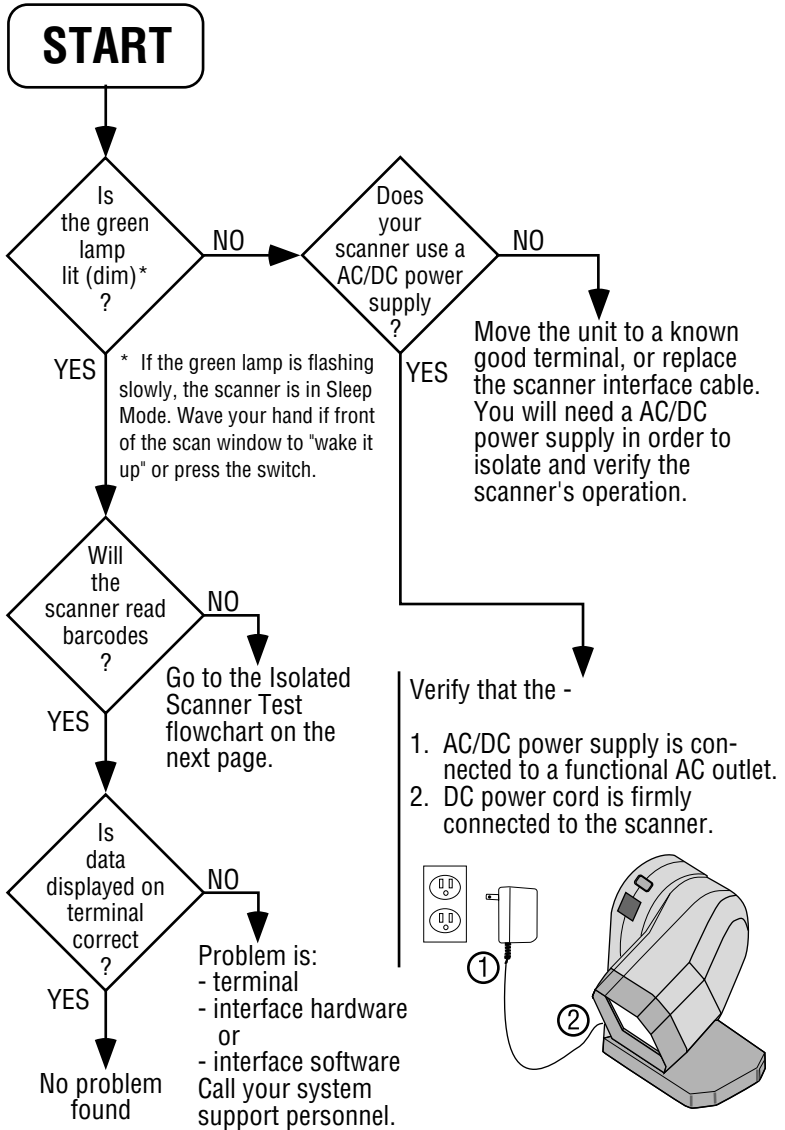 START
Is
the green
lamp
lit (dim)*
?
NO
Does
your
scanner use a
AC/DC power
supply
?
NO
Move the unit to a known
good terminal, or replace
the scanner interface cable.
You will need a AC/DC
power supply in order to
isolate and verify the
scanner's operation.
YES
* If the green lamp is flashing
slowly, the scanner is in Sleep
Mode. Wave your hand if front
of the scan window to "wake it
up" or press the switch.
YES
Will
the
scanner read
barcodes
?
NO
Go to the Isolated
Scanner Test
flowchart on the
next page.
Verify that the -
1. AC/DC power supply is con-
nected to a functional AC outlet.
2. DC power cord is firmly
connected to the scanner.
YES
Is
data
displayed on
terminal
correct
?
NO
Problem is:
- terminal
- interface hardware
or
- interface software
Call your system
support personnel.
YES
No problem
found
1
2